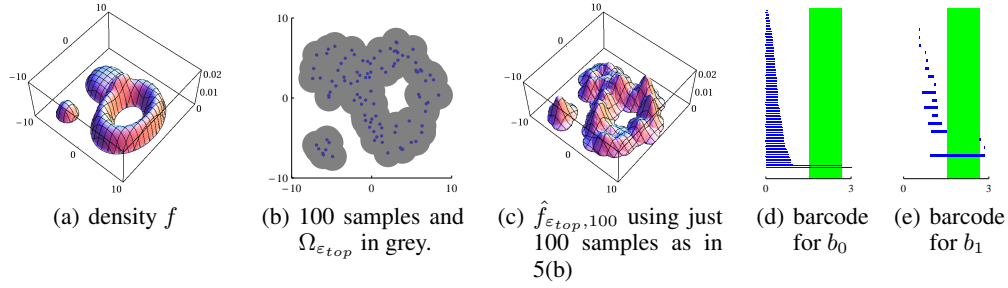 10
0
−10
−10
0
10
0.02
0.01
0
10
0
−10
−10
0
10
10
0
−10
−10
0
10
0.02
0.01
0
0
3
0
3
(a) density f
(b) 100 samples and
Ω_{ε_{top}} in grey.
(c) f̂_{ε_{top},100} using just
100 samples as in
5(b)
(d) barcode
for b_0
(e) barcode
for b_1